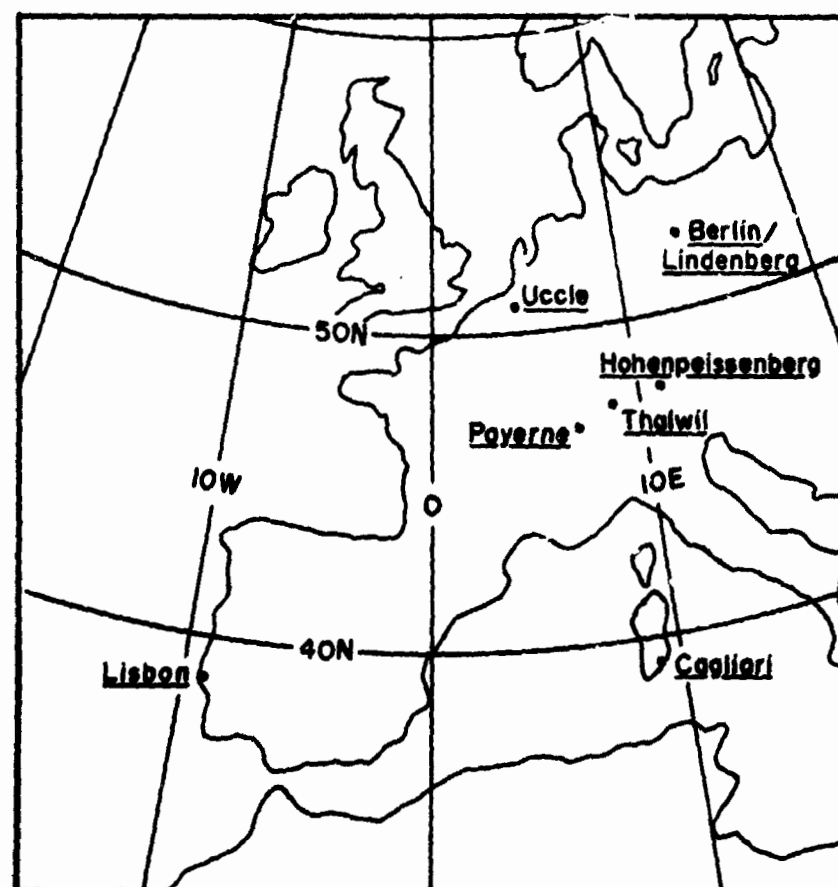 Berlin/
Lindenberg
Uccle
50N
Hohenpeissenberg
Thalwil
Payerne
10W
10E
0
40N
Lisbon
Cagliari